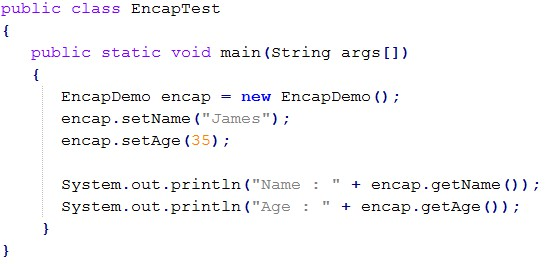 public class EncapTest
{
public static void main(String args[])
{
EncapDemo encap = new EncapDemo();
encap.setName("James");
encap.setAge(35);
System.out.println("Name : " + encap.getName());
System.out.println("Age : " + encap.getAge());
}
}